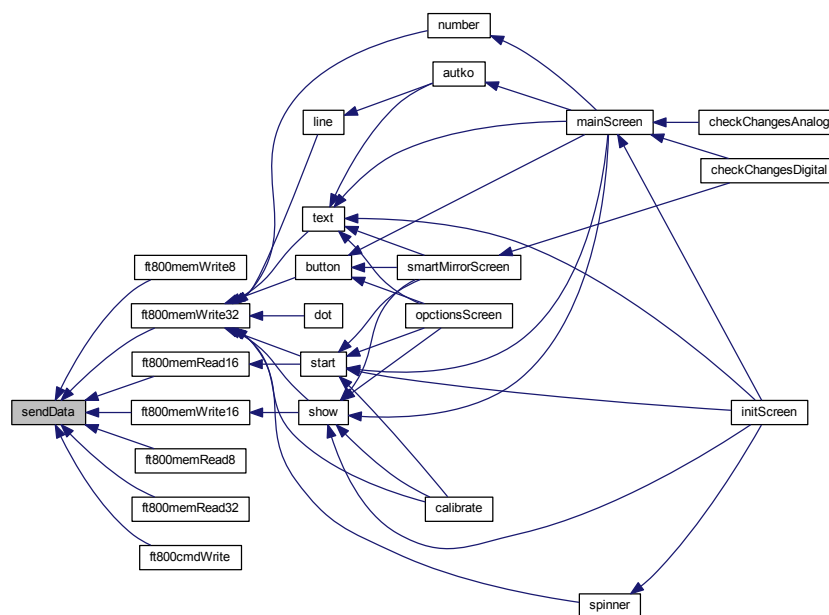 number
autko
line
mainScreen
checkChangesAnalog
checkChangesDigital
text
ft800memWrite8
button
smartMirrorScreen
ft800memWrite32
dot
opctionsScreen
ft800memRead16
start
sendData
ft800memWrite16
show
initScreen
ft800memRead8
ft800memRead32
calibrate
ft800cmdWrite
spinner